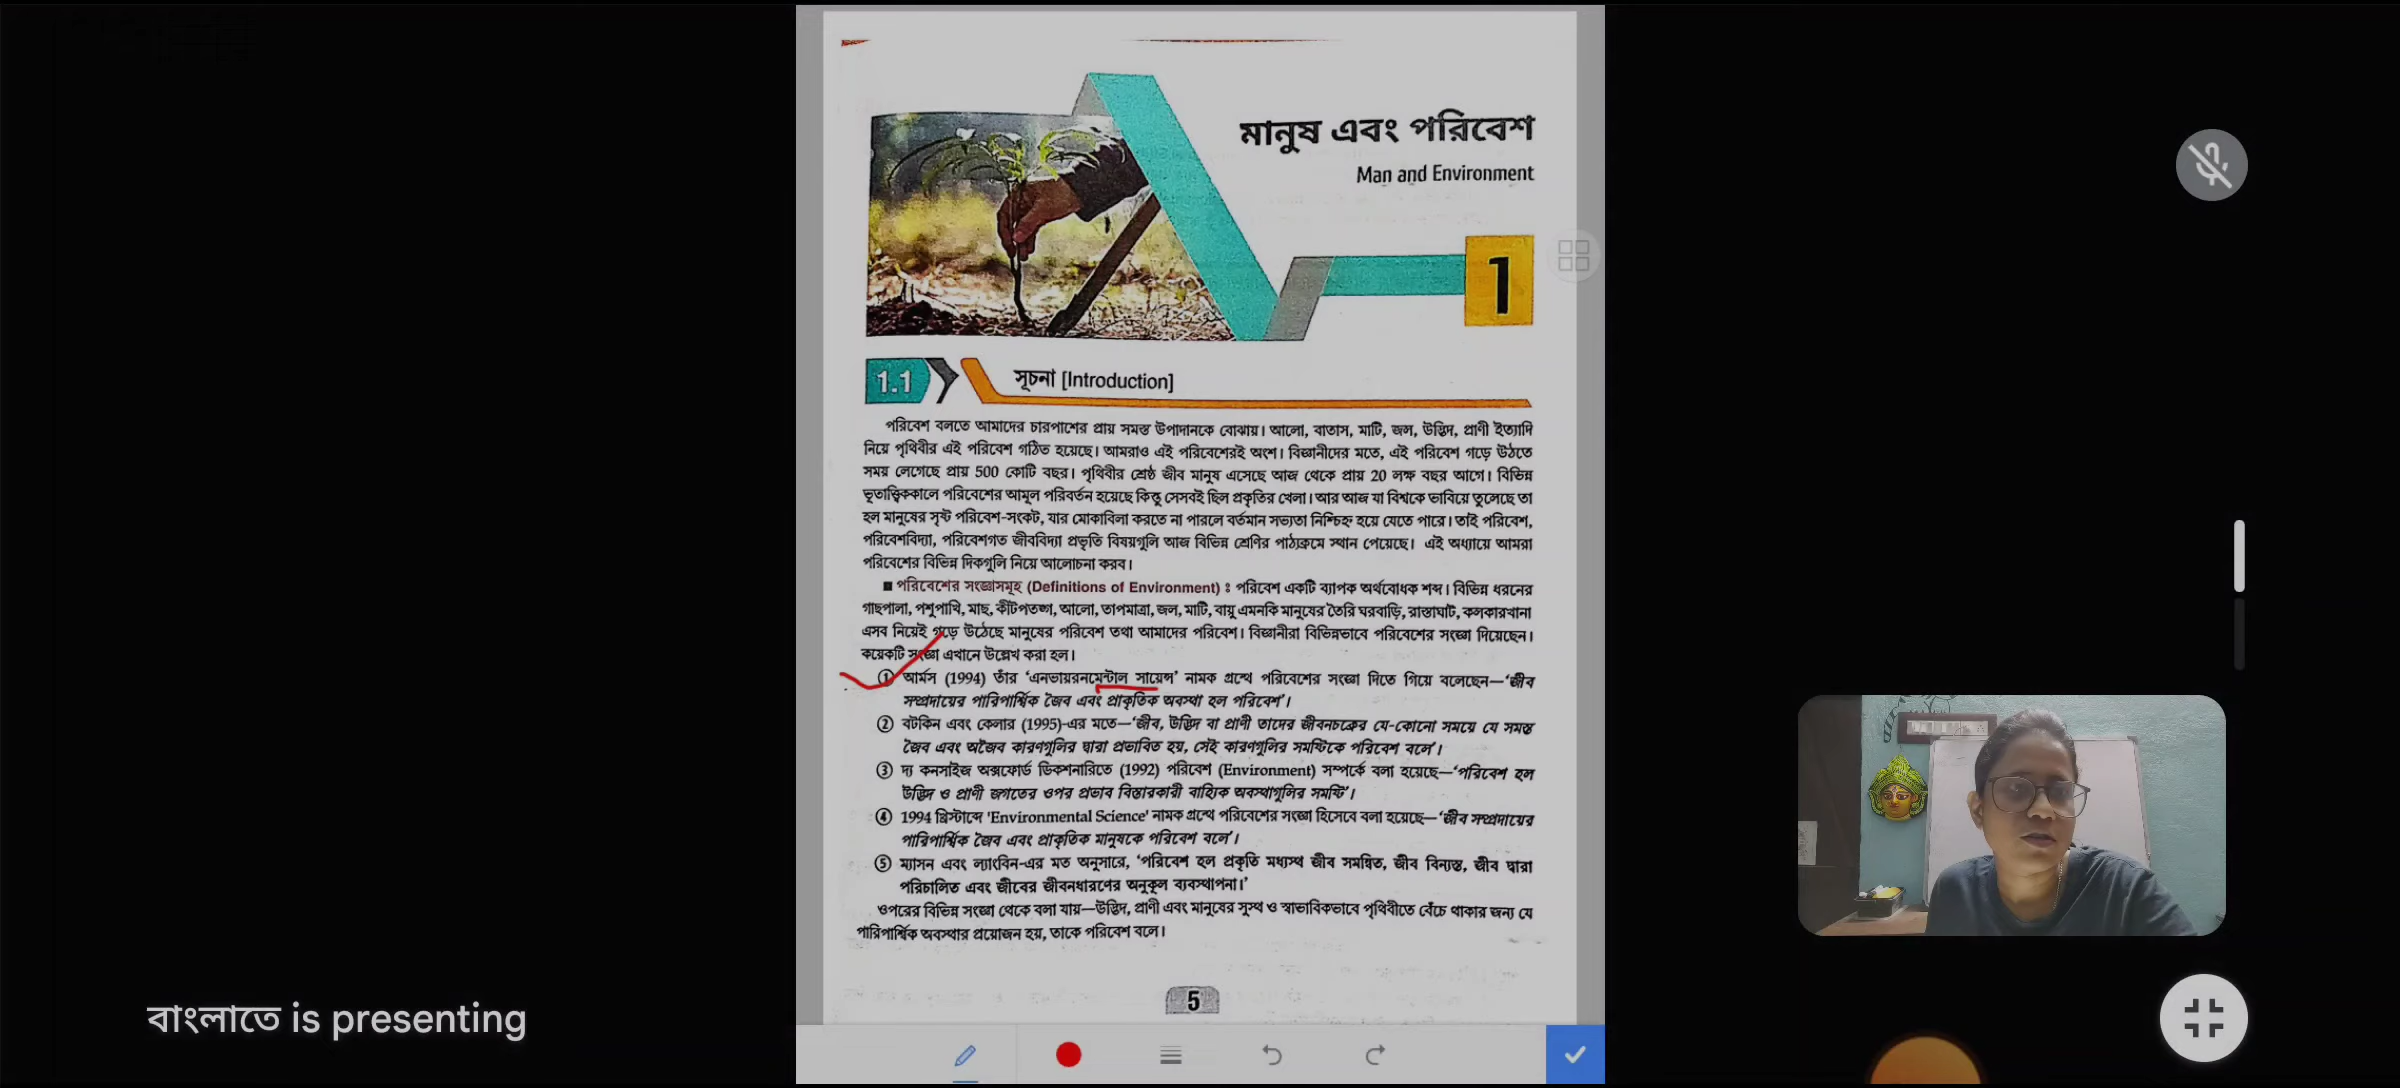 মানুষ এবং পরিবেশ
Man and Environment
1
1.1
সূচনা [Introduction]
পরিবেশ বলতে আমাদের চারপাশের প্রায় সমস্ত উপাদানকে বোঝায়। আলো, বাতাস, মাটি, জল, উদ্ভিদ, প্রাণী ইত্যাদি
নিয়ে পৃথিবীর এই পরিবেশ গঠিত হয়েছে। আমরাও এই পরিবেশেরই অংশ। বিজ্ঞানীদের মতে, এই পরিবেশ গড়ে উঠতে
সময় লেগেছে প্রায় 500 কোটি বছর। পৃথিবীর শ্রেষ্ঠ জীব মানুষ এসেছে আজ থেকে প্রায় 20 লক্ষ বছর আগে। বিভিন্ন
ভূতাত্ত্বিককালে পরিবেশের আমূল পরিবর্তন হয়েছে কিন্তু সেসবই ছিল প্রকৃতির খেলা। আর আজ যা বিশ্বকে ভাবিয়ে তুলেছে তা
হল মানুষের সৃষ্ট পরিবেশ-সংকট, যার মোকাবিলা করতে না পারলে বর্তমান সভ্যতা নিশ্চিহ্ন হয়ে যেতে পারে। তাই পরিবেশ,
পরিবেশবিদ্যা, পরিবেশগত জীববিদ্যা প্রভৃতি বিষয়গুলি আজ বিভিন্ন শ্রেণির পাঠ্যক্রমে স্থান পেয়েছে। এই অধ্যায়ে আমরা
পরিবেশের বিভিন্ন দিকগুলি নিয়ে আলোচনা করব।
■ পরিবেশের সংজ্ঞাসমূহ (Definitions of Environment) : পরিবেশ একটি ব্যাপক অর্থবোধক শব্দ। বিভিন্ন ধরনের
গাছপালা, পশুপাখি, মাছ, কীটপতঙ্গ, আলো, তাপমাত্রা, জল, মাটি, বায়ু এমনকি মানুষের তৈরি ঘরবাড়ি, রাস্তাঘাট, কলকারখানা
এসব নিয়েই গড়ে উঠেছে মানুষের পরিবেশ তথা আমাদের পরিবেশ। বিজ্ঞানীরা বিভিন্নভাবে পরিবেশের সংজ্ঞা দিয়েছেন।
কয়েকটি সংজ্ঞা এখানে উল্লেখ করা হল।
① আর্মস (1994) তাঁর ‘এনভায়রনমেন্টাল সায়েন্স’ নামক গ্রন্থে পরিবেশের সংজ্ঞা দিতে গিয়ে বলেছেন—‘জীব
সম্প্রদায়ের পারিপার্শ্বিক জৈব এবং প্রাকৃতিক অবস্থা হল পরিবেশ’।
② বটকিন এবং কেলার (1995)-এর মতে—‘জীব, উদ্ভিদ বা প্রাণী তাদের জীবনচক্রের যে-কোনো সময়ে যে সমস্ত
জৈব এবং অজৈব কারণগুলির দ্বারা প্রভাবিত হয়, সেই কারণগুলির সমষ্টিকে পরিবেশ বলে’।
③ দ্য কনসাইজ অক্সফোর্ড ডিকশনারিতে (1992) পরিবেশ (Environment) সম্পর্কে বলা হয়েছে—‘পরিবেশ হল
উদ্ভিদ ও প্রাণী জগতের ওপর প্রভাব বিস্তারকারী বাহ্যিক অবস্থাগুলির সমষ্টি’।
④ 1994 খ্রিস্টাব্দে 'Environmental Science' নামক গ্রন্থে পরিবেশের সংজ্ঞা হিসেবে বলা হয়েছে—‘জীব সম্প্রদায়ের
পারিপার্শ্বিক জৈব এবং প্রাকৃতিক মানুষকে পরিবেশ বলে’।
⑤ ম্যাসন এবং ল্যাংবিন-এর মত অনুসারে, ‘পরিবেশ হল প্রকৃতি মধ্যস্থ জীব সমন্বিত, জীব বিন্যস্ত, জীব দ্বারা
পরিচালিত এবং জীবের জীবনধারণের অনুকূল ব্যবস্থাপনা।’
ওপরের বিভিন্ন সংজ্ঞা থেকে বলা যায়—উদ্ভিদ, প্রাণী এবং মানুষের সুস্থ ও স্বাভাবিকভাবে পৃথিবীতে বেঁচে থাকার জন্য যে
পারিপার্শ্বিক অবস্থার প্রয়োজন হয়, তাকে পরিবেশ বলে।
5
বাংলাতে is presenting